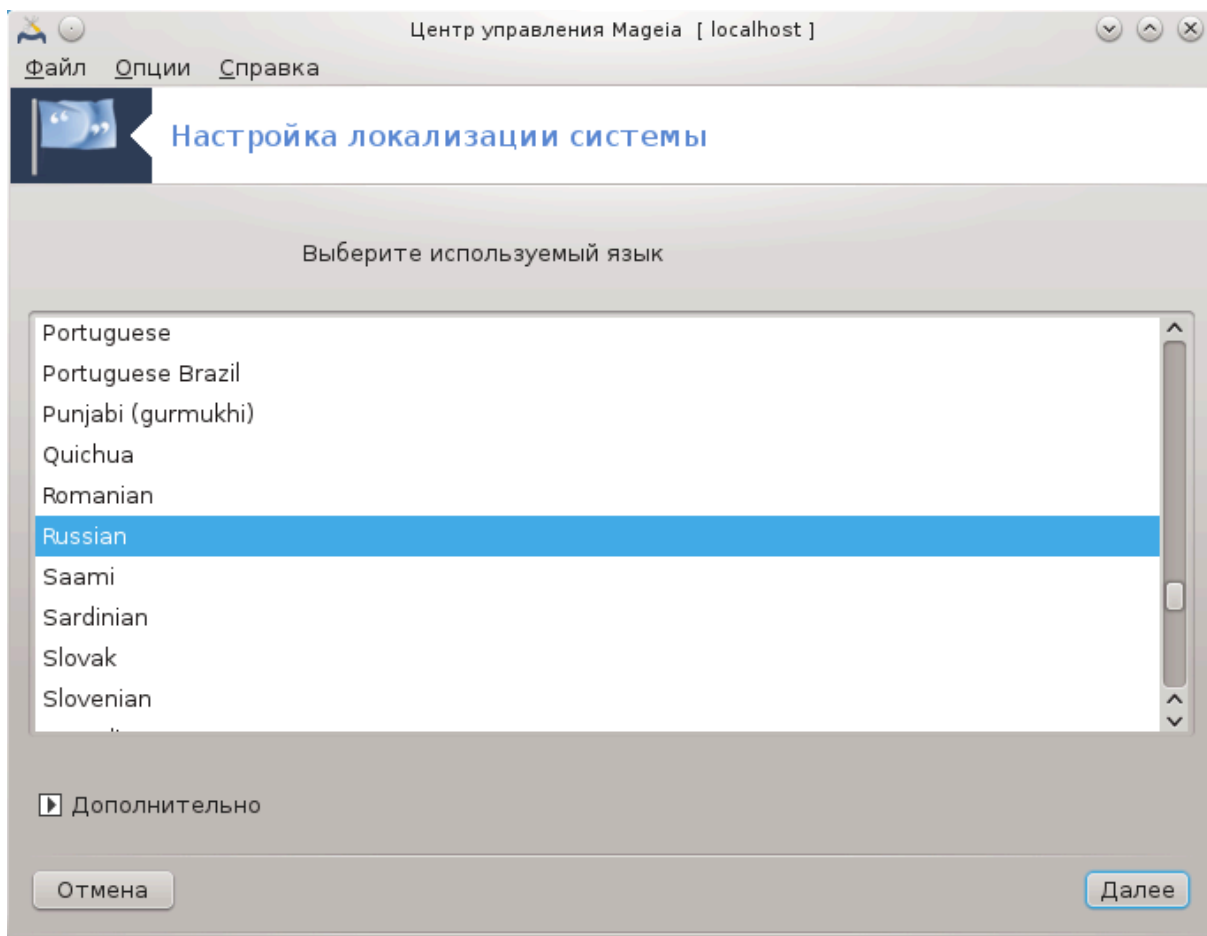 Центр управления Mageia [ localhost ]
Файл Опции Справка
Настройка локализации системы
Выберите используемый язык
Portuguese
Portuguese Brazil
Punjabi (gurmukhi)
Quichua
Romanian
Russian
Saami
Sardinian
Slovak
Slovenian
Дополнительно
Отмена Далее